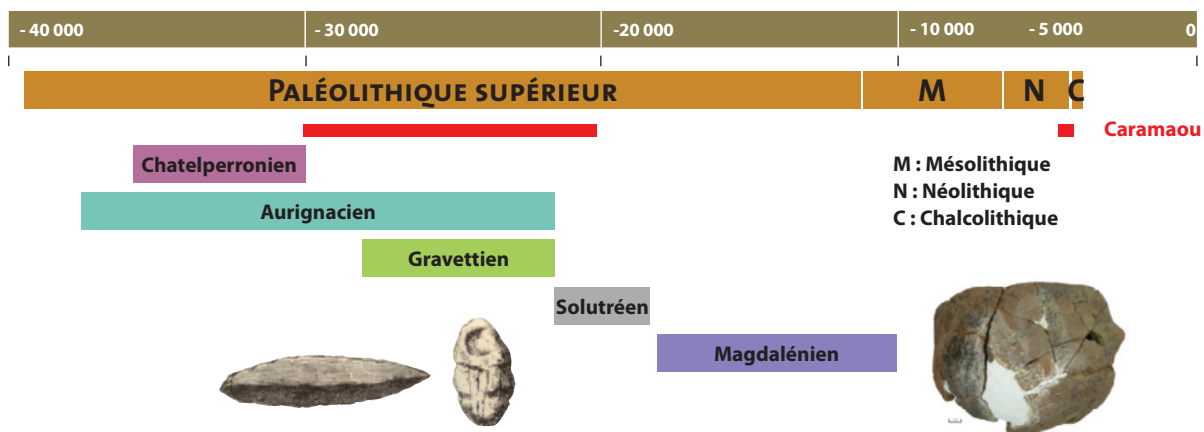 - 40 000 - 30 000 -20 000 - 10 000 - 5 000 0
PALÉOLITHIQUE SUPÉRIEUR M N C
Caramaou
Chatelperronien
M : Mésolithique
N : Néolithique
C : Chalcolithique
Aurignacien
Gravettien
Solutréen
Magdalénien